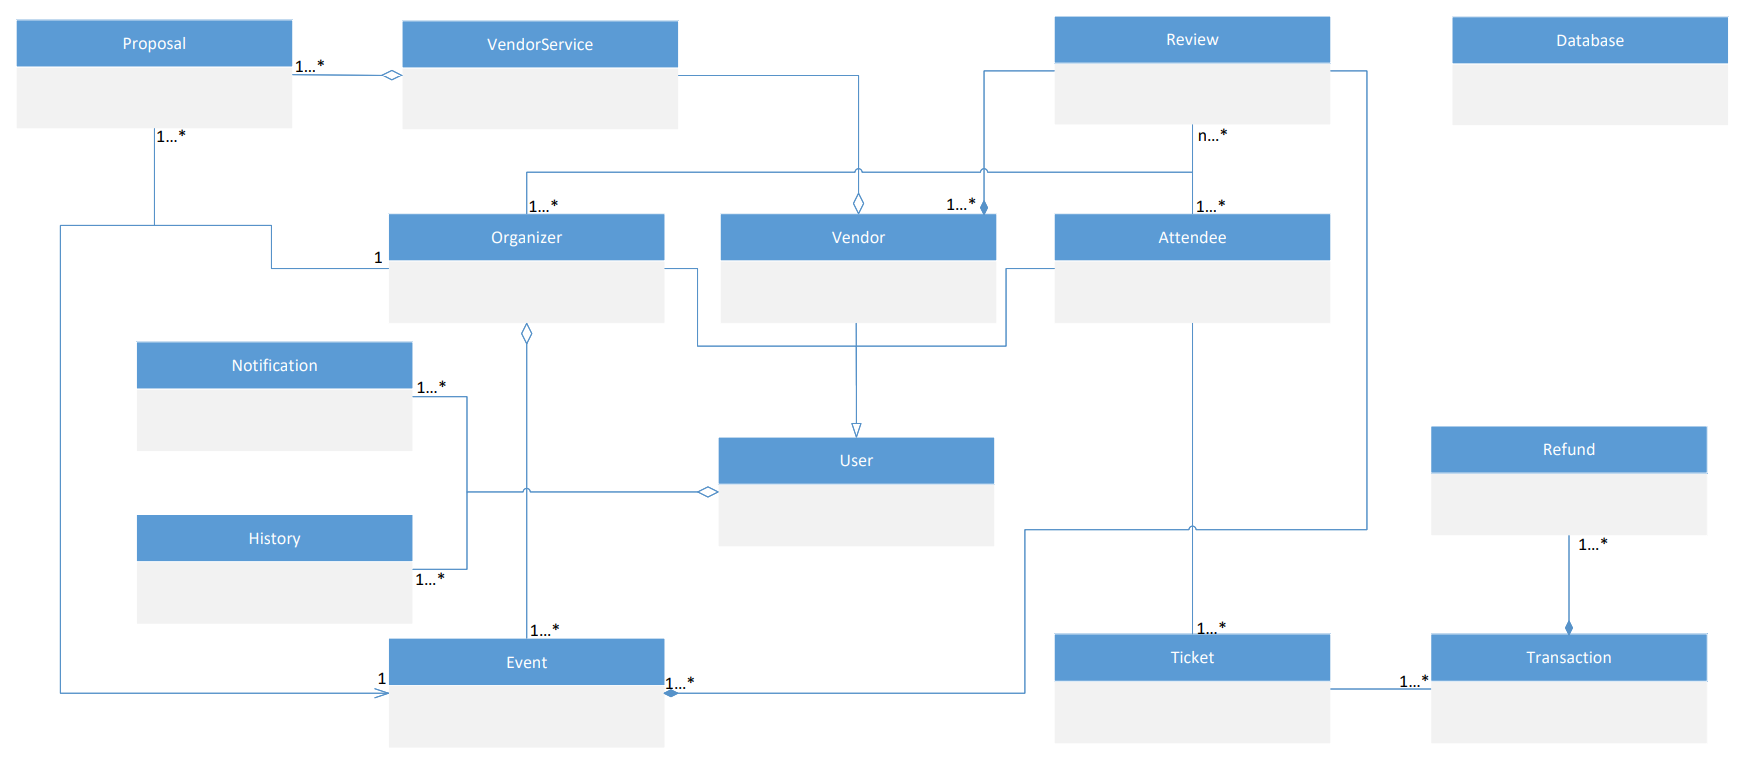 Proposal
VendorService
Review
Database
1...*
1...*
n...*
1...*
1...*
1...*
Organizer
Vendor
Attendee
1
Notification
1...*
User
Refund
History
1...*
1...*
1...*
1...*
Event
Ticket
Transaction
1
1...*
1...*